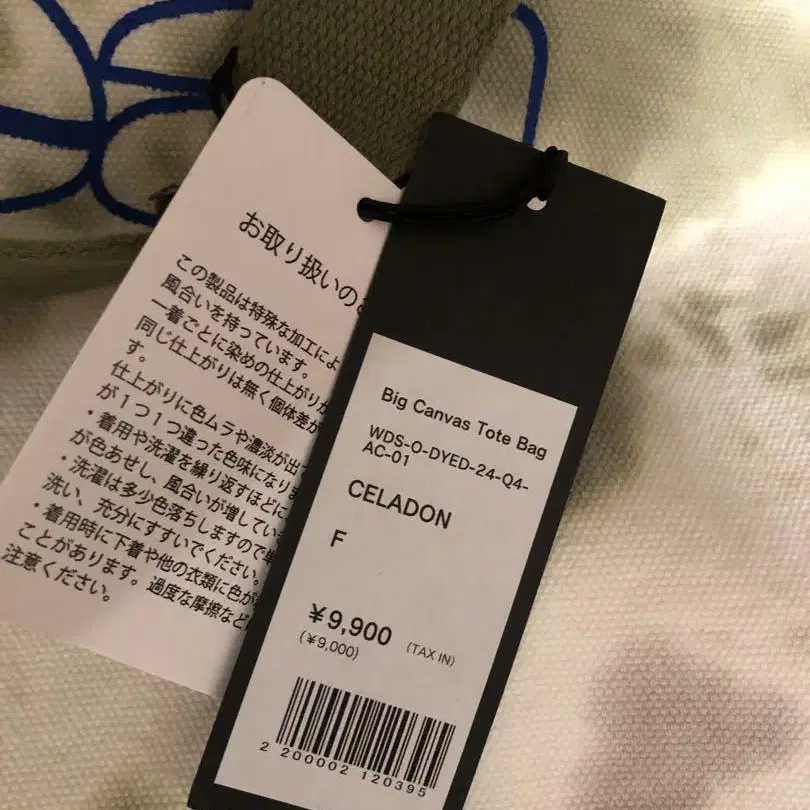 お取り扱いの
この製品は特殊な加工によ
風合いを持っています。
一着ごとに染めの仕上がりが
同じ仕上がりは無く個体差が
す。
仕上がりに色ムラや濃淡が出
が1つ1つ違った色味になりま
・着用や洗濯を繰り返すほどに
が色あせし、風合いが増してい
・洗濯は多少色落ちしますので単
洗い、充分にすすいでください。
・着用時に下着や他の衣類に色が
ことがあります。過度な摩擦など
注意ください。
Big Canvas Tote Bag
WDS-O-DYED-24-Q4-
AC-01
CELADON
F
¥9,900 (TAX IN)
(¥9,000)
2 200002 120395